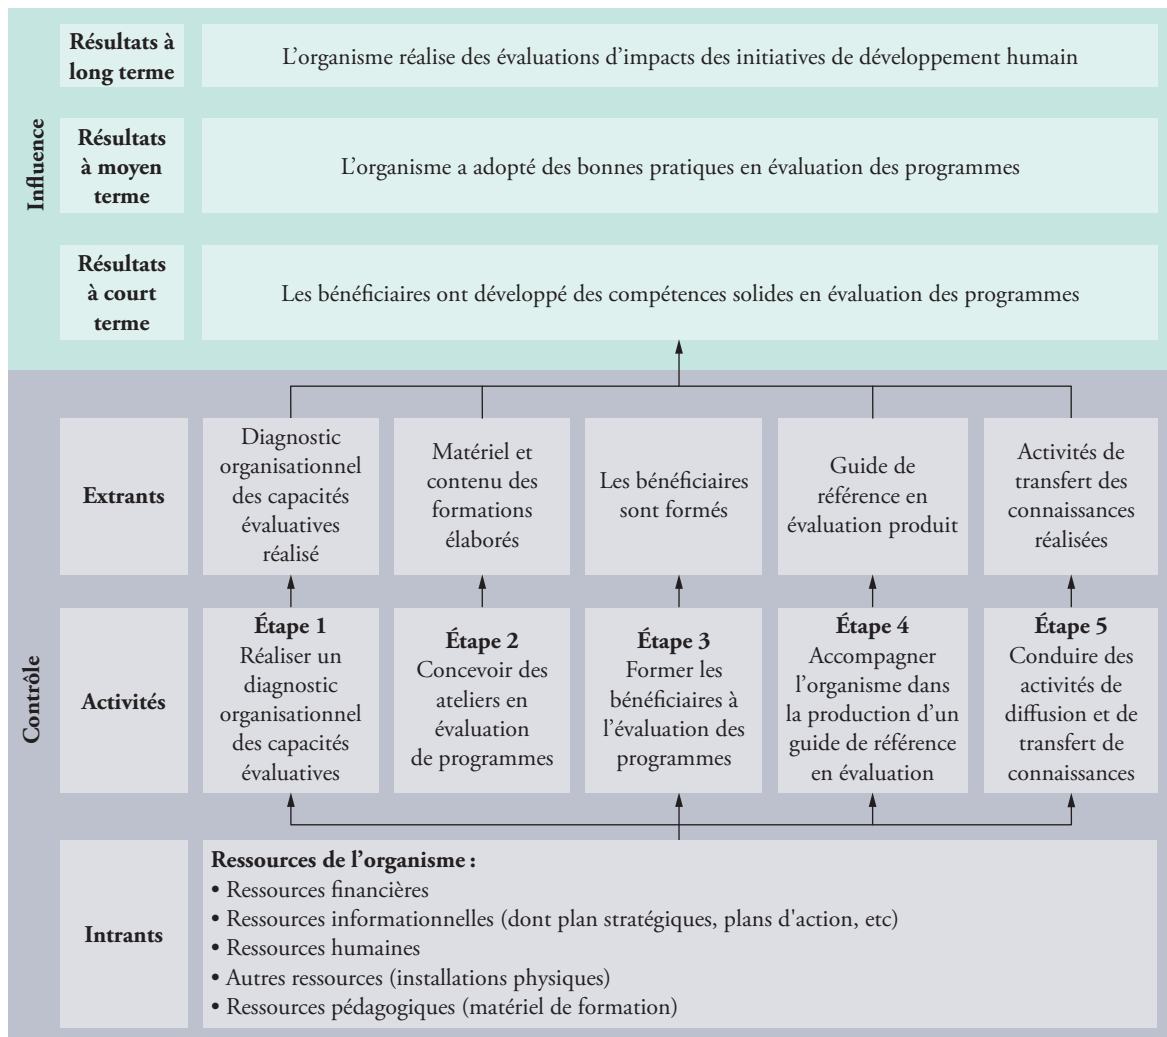 Influence
Résultats à
long terme
L’organisme réalise des évaluations d’impacts des initiatives de développement humain
Résultats
à moyen
terme
L’organisme a adopté des bonnes pratiques en évaluation des programmes
Résultats
à court
terme
Les bénéficiaires ont développé des compétences solides en évaluation des programmes
Contrôle
Extrants
Diagnostic
organisationnel
des capacités
évaluatives
réalisé
Matériel et
contenu des
formations
élaborés
Les bénéficiaires
sont formés
Guide de
référence en
évaluation produit
Activités de
transfert des
connaissances
réalisées
Activités
Étape 1
Réaliser un
diagnostic
organisationnel
des capacités
évaluatives
Étape 2
Concevoir des
ateliers en
évaluation
de programmes
Étape 3
Former les
bénéficiaires à
l’évaluation des
programmes
Étape 4
Accompagner
l’organisme dans
la production d’un
guide de référence
en évaluation
Étape 5
Conduire des
activités de
diffusion et de
transfert de
connaissances
Intrants
Ressources de l’organisme :
• Ressources financières
• Ressources informationnelles (dont plan stratégiques, plans d'action, etc)
• Ressources humaines
• Autres ressources (installations physiques)
• Ressources pédagogiques (matériel de formation)